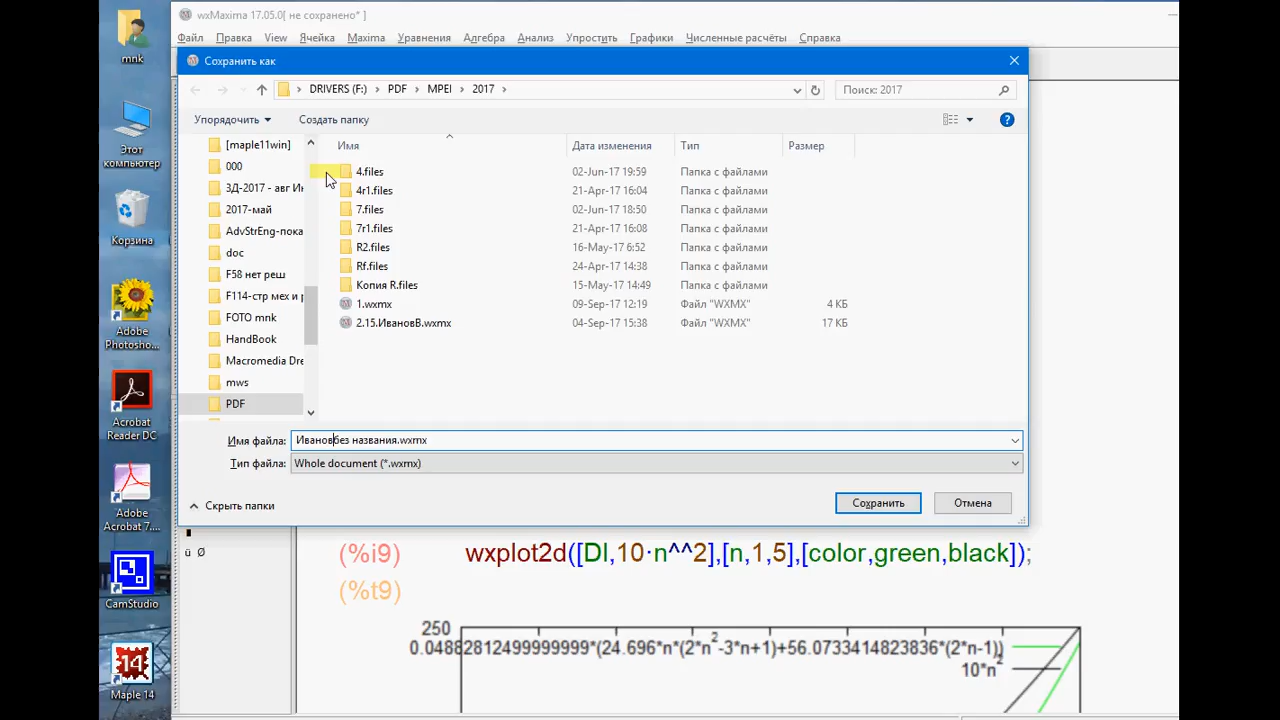 mnk
Этот
компьютер
Корзина
Adobe
Photosho...
Acrobat
Reader DC
Adobe
Acrobat 7....
CamStudio
14
Maple 14
wxMaxima 17.05.0[ не сохранено* ]
Файл Правка View Ячейка Maxima Уравнения Алгебра Анализ Упростить Графики Численные расчёты Справка
Сохранить как
DRIVERS (F:) > PDF > MPEI > 2017 >
Поиск: 2017
Упорядочить
Создать папку
[maple11win]
000
3Д-2017 - авг Ин
2017-май
AdvStrEng-пока
doc
F58 нет реш
F114-стр мех и р
FOTO mnk
HandBook
Macromedia Dre
mws
PDF
Имя Дата изменения Тип Размер
4.files 02-Jun-17 19:59 Папка с файлами
4r1.files 21-Apr-17 16:04 Папка с файлами
7.files 02-Jun-17 18:50 Папка с файлами
7r1.files 21-Apr-17 16:08 Папка с файлами
R2.files 16-May-17 6:52 Папка с файлами
Rf.files 24-Apr-17 14:38 Папка с файлами
Копия R.files 15-May-17 14:49 Папка с файлами
1.wxmx 09-Sep-17 12:19 Файл "WXMX" 4 КБ
2.15.ИвановВ.wxmx 04-Sep-17 15:38 Файл "WXMX" 17 КБ
Имя файла: Ивановбез названия.wxmx
Тип файла: Whole document (*.wxmx)
Скрыть папки
Сохранить
Отмена
ü Ø
(%i9) wxplot2d([Dl,10·n^^2],[n,1,5],[color,green,black]);
(%t9)
250
0.04882812499999999*(24.696*n*(2*n²-3*n+1)+56.0733414823836*(2*n-1))
10*n²